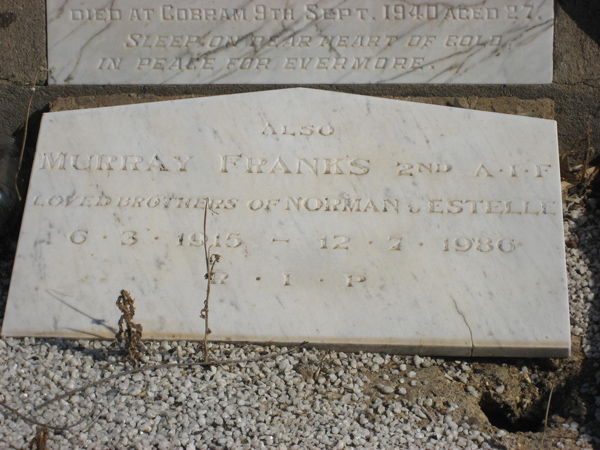 DIED AT COBRAM 9TH SEPT. 1940 AGED 27.
SLEEP ON DEAR HEART OF GOLD
IN PEACE FOR EVERMORE.
ALSO
MURRAY FRANKS 2ND A.I.F
LOVED BROTHERS OF NORMAN & ESTELLE
6 · 3 · 1915 – 12 · 7 · 1986
R · I · P